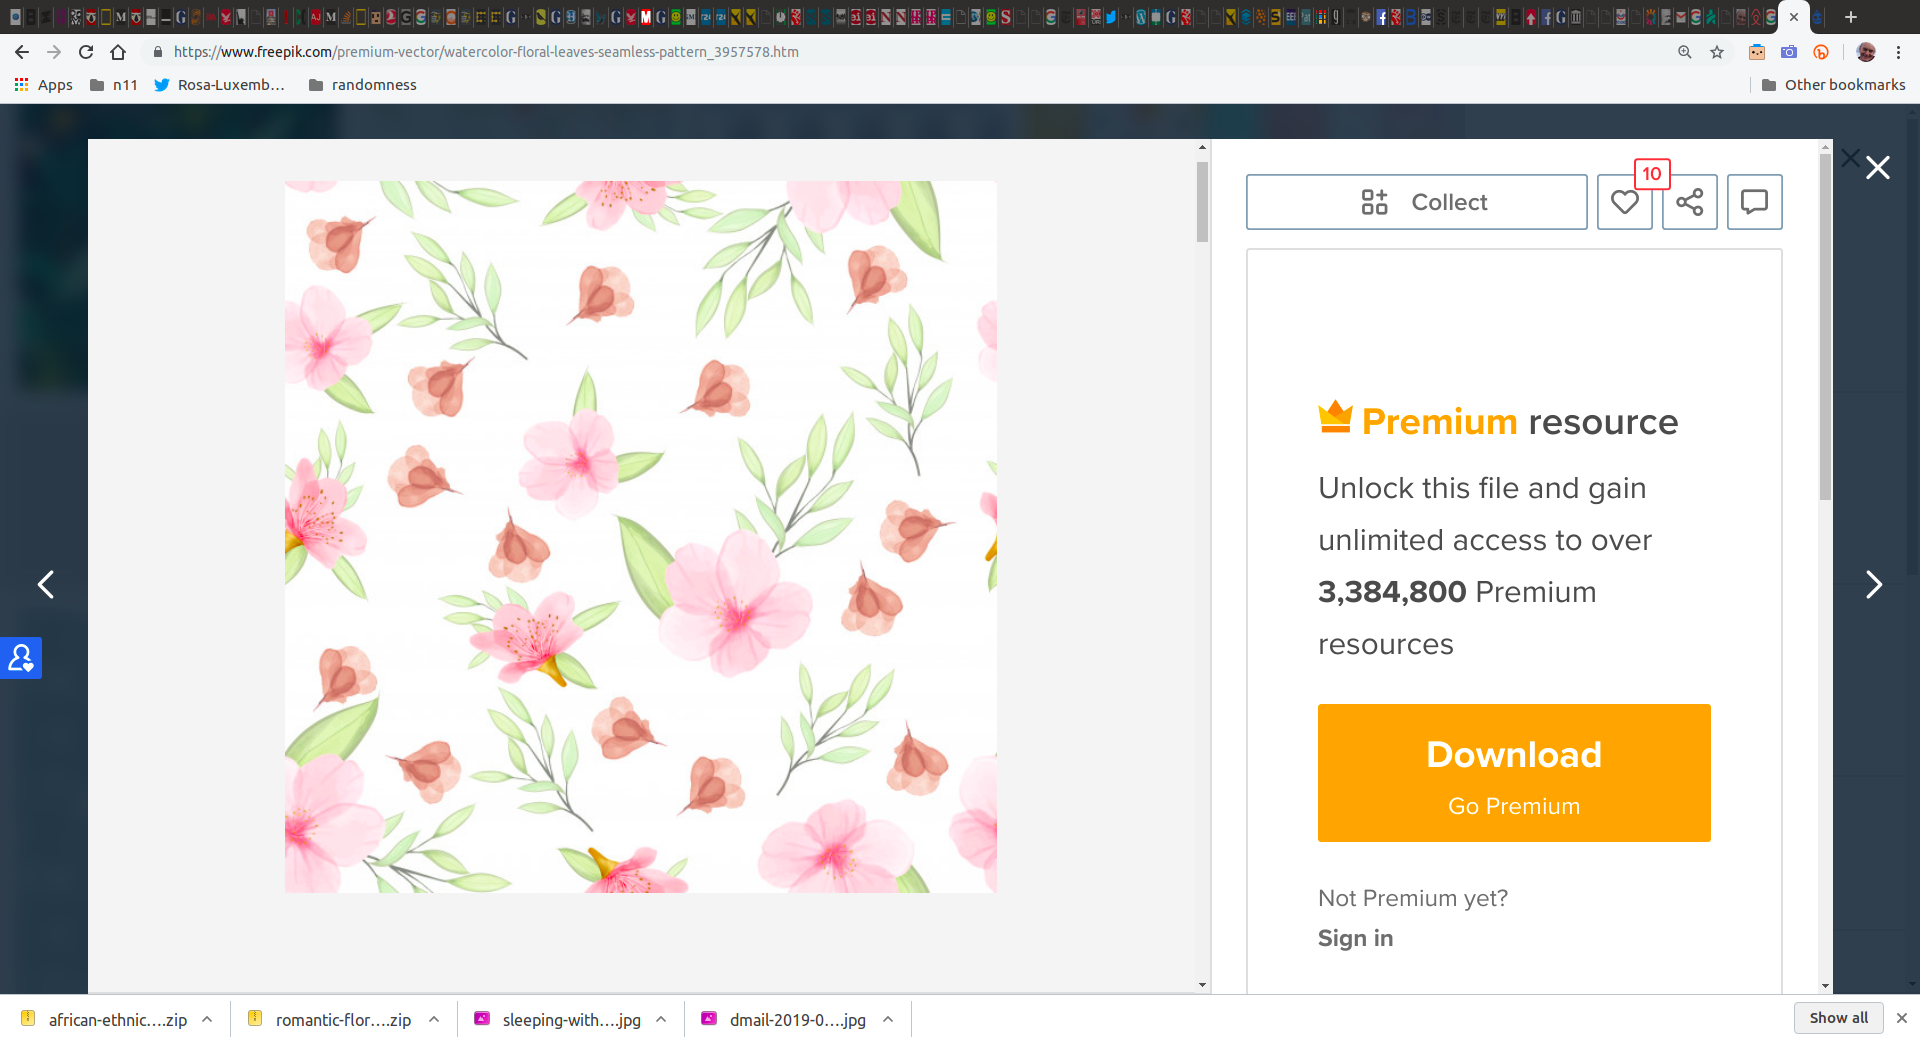 https://www.freepik.com/premium-vector/watercolor-floral-leaves-seamless-pattern_3957578.htm
Apps
n11
Rosa-Luxemb...
randomness
Other bookmarks
Collect
10
Premium resource
Unlock this file and gain
unlimited access to over
3,384,800 Premium
resources
Download
Go Premium
Not Premium yet?
Sign in
african-ethnic....zip
romantic-flor....zip
sleeping-with....jpg
dmail-2019-0....jpg
Show all